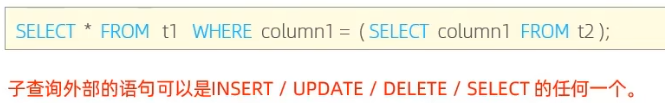 SELECT * FROM t1 WHERE column1 = ( SELECT column1 FROM t2 );
子查询外部的语句可以是INSERT / UPDATE / DELETE / SELECT 的任何一个。